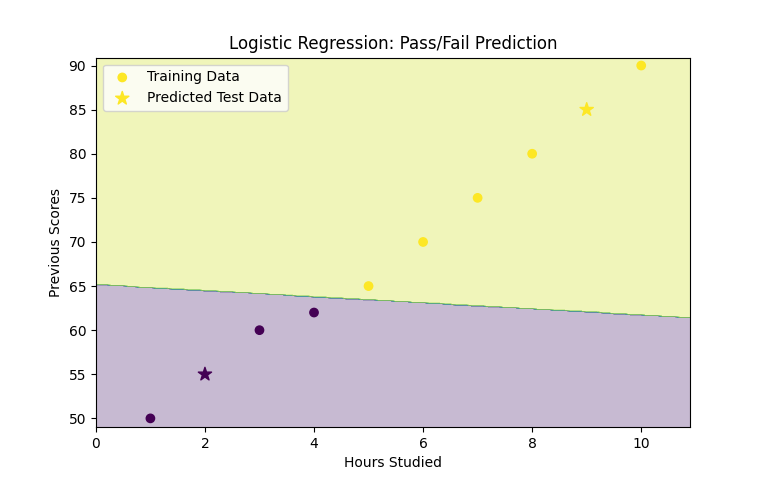 Logistic Regression: Pass/Fail Prediction
Training Data
Predicted Test Data
Previous Scores
90
85
80
75
70
65
60
55
50
0 2 4 6 8 10
Hours Studied